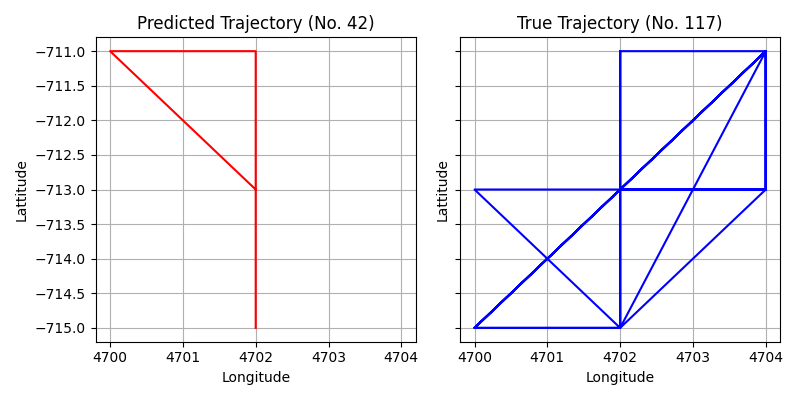 Predicted Trajectory (No. 42)
True Trajectory (No. 117)
−711.0
−711.5
−712.0
−712.5
−713.0
−713.5
−714.0
−714.5
−715.0
Lattitude
Lattitude
4700 4701 4702 4703 4704
4700 4701 4702 4703 4704
Longitude
Longitude